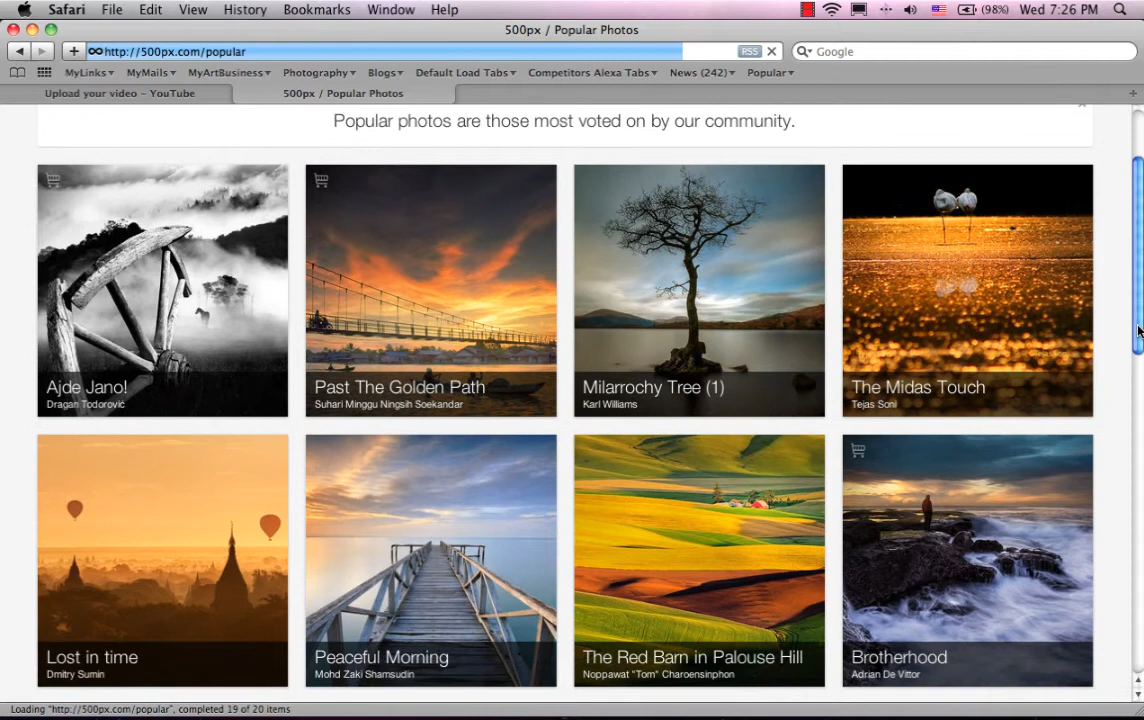 Safari File Edit View History Bookmarks Window Help (98%) Wed 7:26 PM
500px / Popular Photos
http://500px.com/popular RSS Google
MyLinks MyMails MyArtBusiness Photography Blogs Default Load Tabs Competitors Alexa Tabs News (242) Popular
Upload your video – YouTube 500px / Popular Photos
Popular photos are those most voted on by our community.
Ajde Jano!
Dragan Todorović
Past The Golden Path
Suhari Minggu Ningsih Soekandar
Milarrochy Tree (1)
Karl Williams
The Midas Touch
Tejas Soni
Lost in time
Dmitry Sumin
Peaceful Morning
Mohd Zaki Shamsudin
The Red Barn in Palouse Hill
Noppawat "Tom" Charoensinphon
Brotherhood
Adrian De Vittor
Loading "http://500px.com/popular", completed 19 of 20 items